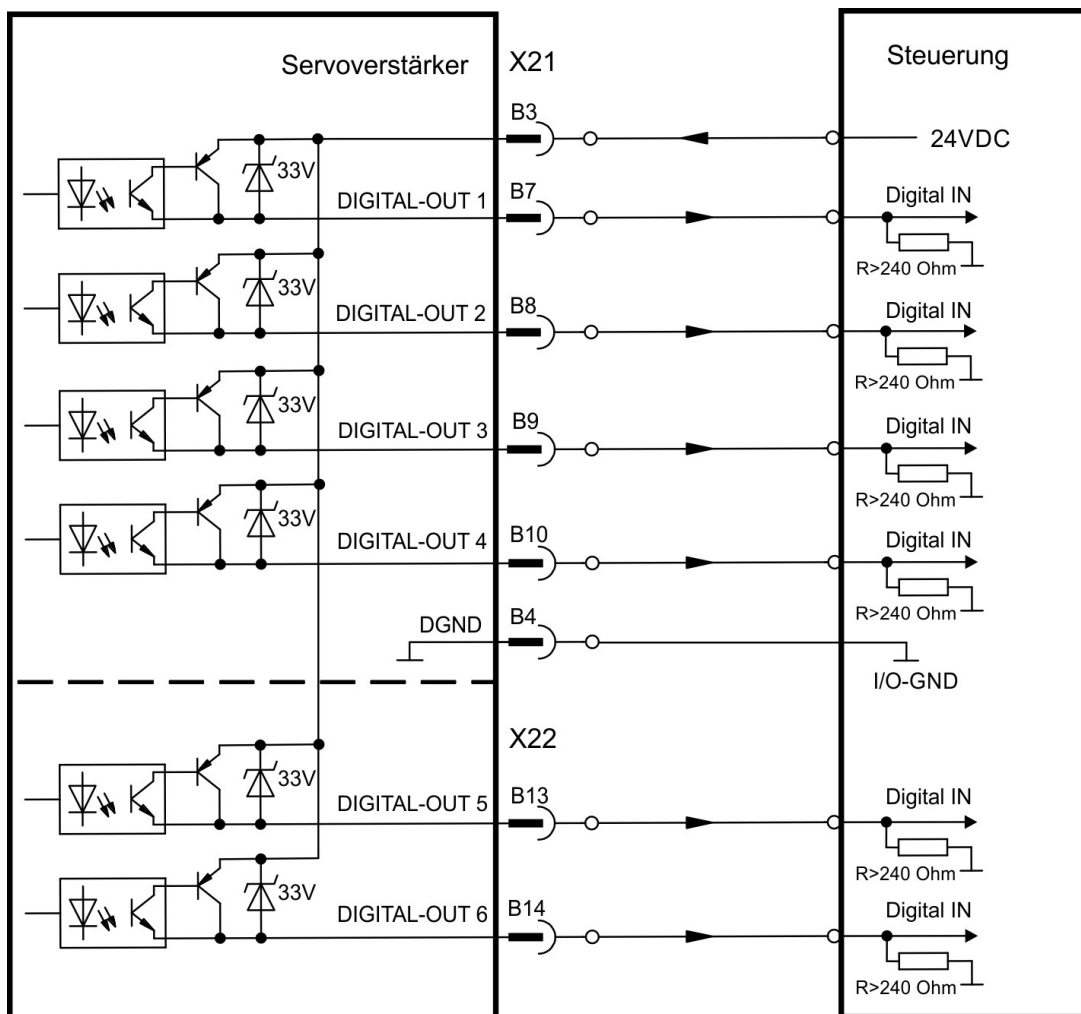 Servoverstärker
X21
Steuerung
B3
24VDC
33V
DIGITAL-OUT 1
B7
Digital IN
R>240 Ohm
33V
DIGITAL-OUT 2
B8
Digital IN
R>240 Ohm
33V
DIGITAL-OUT 3
B9
Digital IN
R>240 Ohm
33V
DIGITAL-OUT 4
B10
Digital IN
R>240 Ohm
DGND
B4
I/O-GND
X22
33V
DIGITAL-OUT 5
B13
Digital IN
R>240 Ohm
33V
DIGITAL-OUT 6
B14
Digital IN
R>240 Ohm